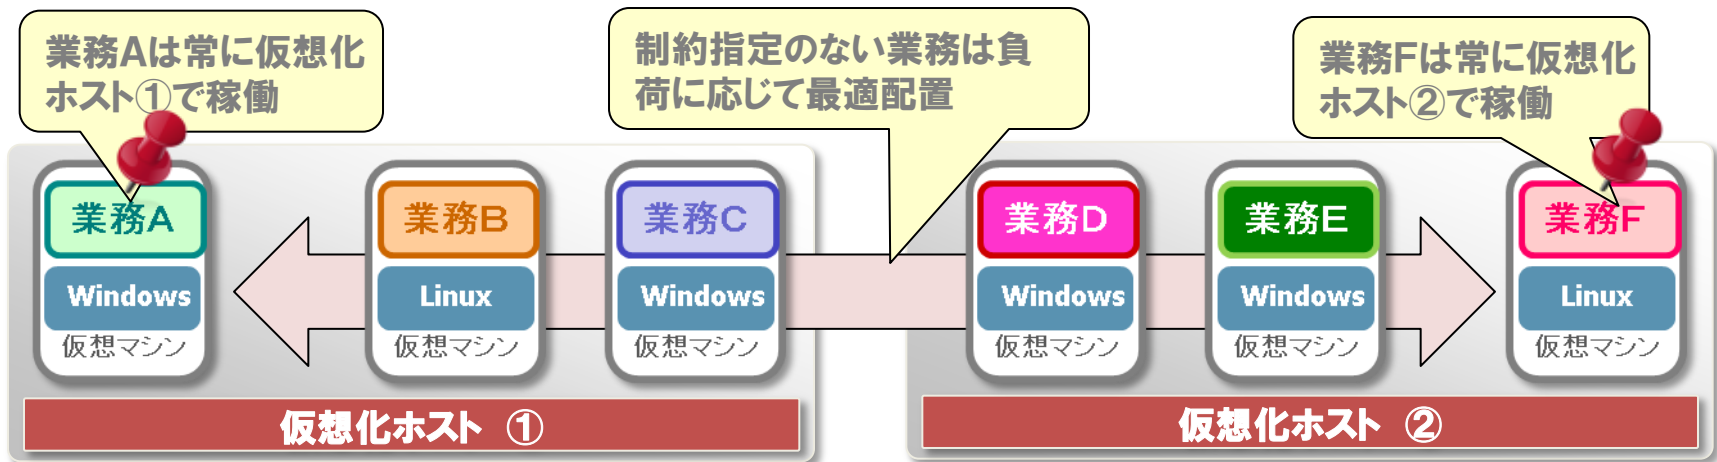 業務Aは常に仮想化
ホスト①で稼働
制約指定のない業務は負
荷に応じて最適配置
業務Fは常に仮想化
ホスト②で稼働
業務A
Windows
仮想マシン
業務B
Linux
仮想マシン
業務C
Windows
仮想マシン
業務D
Windows
仮想マシン
業務E
Windows
仮想マシン
業務F
Linux
仮想マシン
仮想化ホスト ①
仮想化ホスト ②